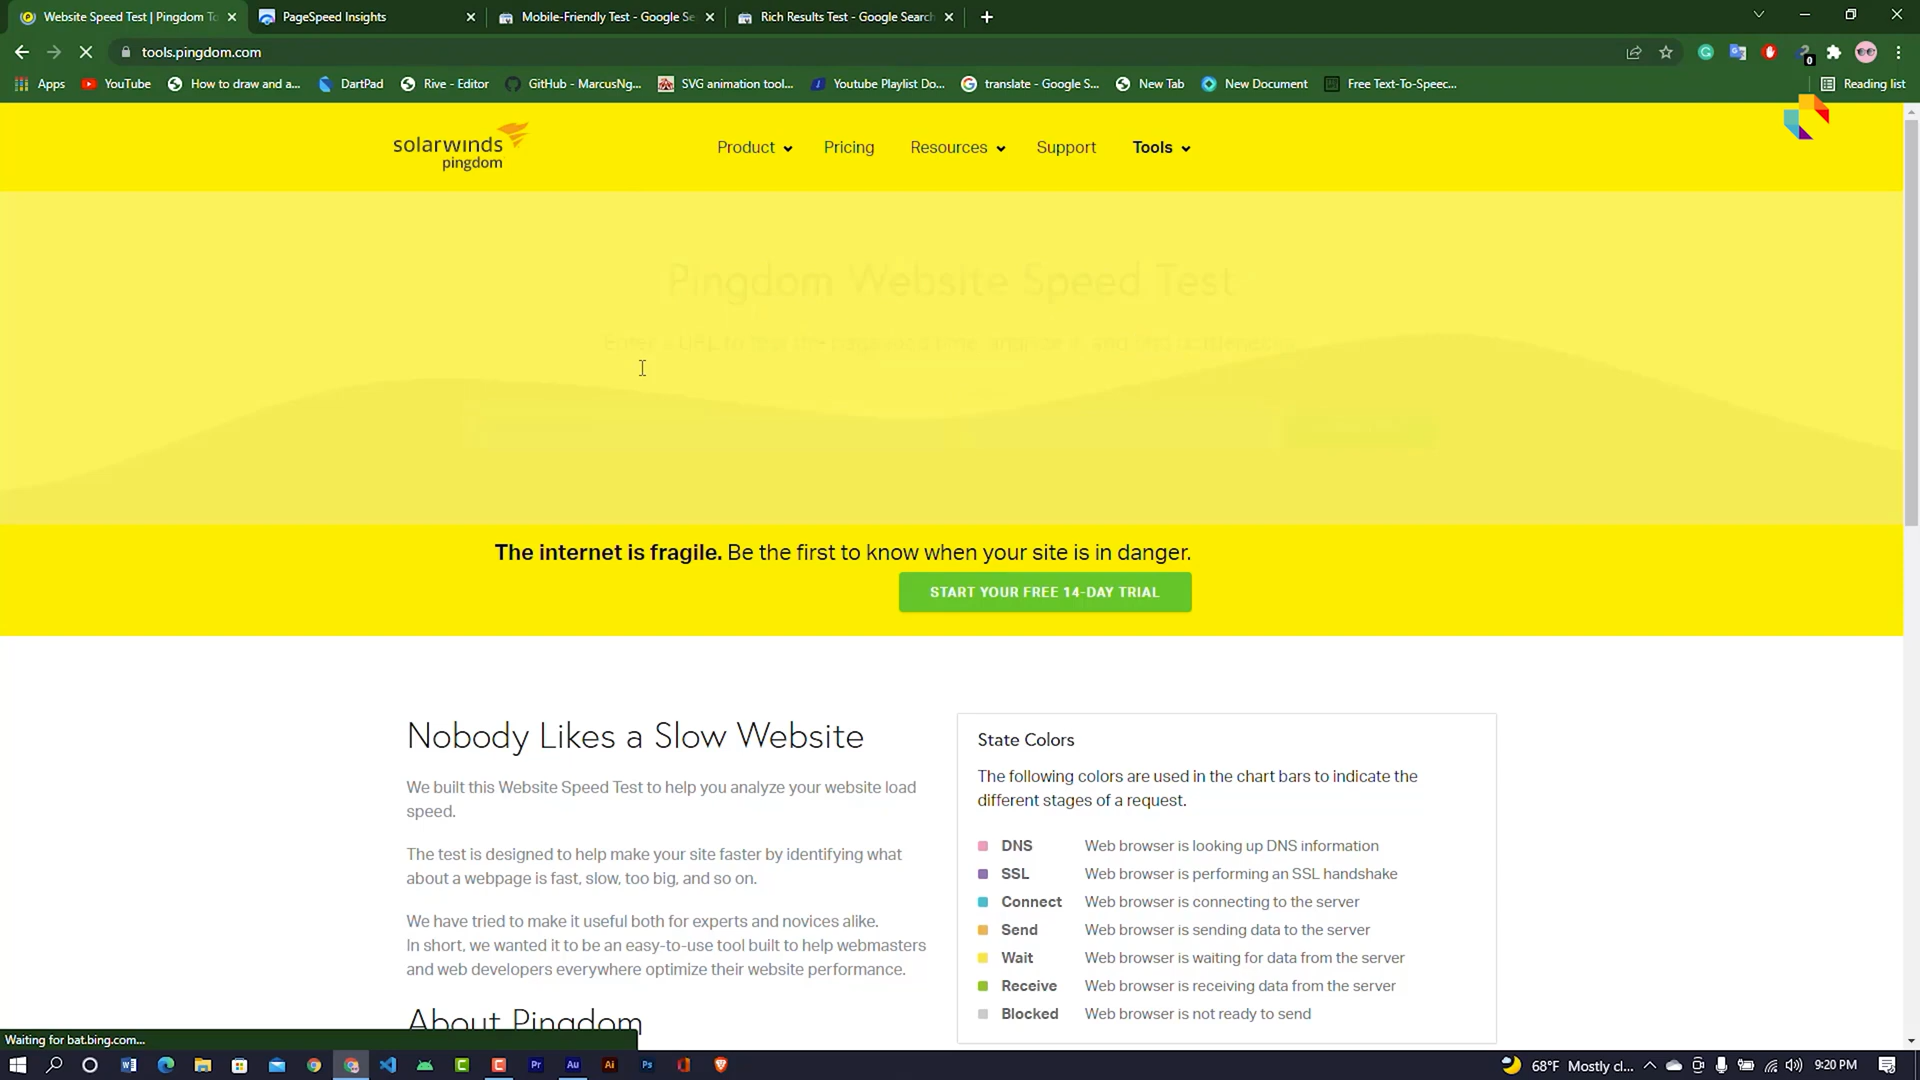 Website Speed Test | Pingdom To
PageSpeed Insights
Mobile-Friendly Test - Google Se
Rich Results Test - Google Search
tools.pingdom.com
0
Apps
YouTube
How to draw and a...
DartPad
Rive - Editor
GitHub - MarcusNg...
SVG animation tool...
Youtube Playlist Do...
translate - Google S...
New Tab
New Document
Free Text-To-Speec...
Reading list
solarwinds
pingdom
Product
Pricing
Resources
Support
Tools
Pingdom Website Speed Test
The internet is fragile. Be the first to know when your site is in danger.
START YOUR FREE 14-DAY TRIAL
Nobody Likes a Slow Website
We built this Website Speed Test to help you analyze your website load
speed.
The test is designed to help make your site faster by identifying what
about a webpage is fast, slow, too big, and so on.
We have tried to make it useful both for experts and novices alike.
In short, we wanted it to be an easy-to-use tool built to help webmasters
and web developers everywhere optimize their website performance.
About Pingdom
State Colors
The following colors are used in the chart bars to indicate the
different stages of a request.
DNS Web browser is looking up DNS information
SSL Web browser is performing an SSL handshake
Connect Web browser is connecting to the server
Send Web browser is sending data to the server
Wait Web browser is waiting for data from the server
Receive Web browser is receiving data from the server
Blocked Web browser is not ready to send
Waiting for bat.bing.com...
Pr
Au
Ai
Ps
68°F Mostly cl...
9:20 PM